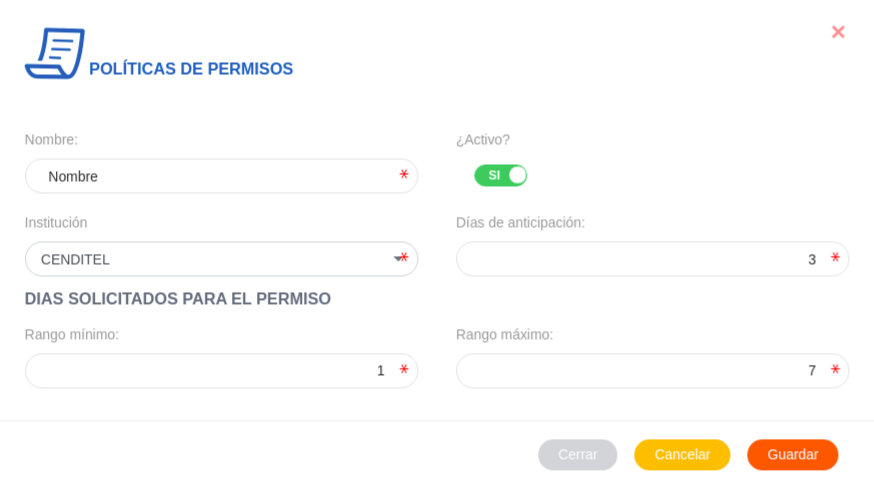 POLÍTICAS DE PERMISOS
Nombre:
¿Activo?
Nombre *
SI
Institución
Días de anticipación:
CENDITEL *
3 *
DIAS SOLICITADOS PARA EL PERMISO
Rango mínimo:
Rango máximo:
1 *
7 *
Cerrar
Cancelar
Guardar